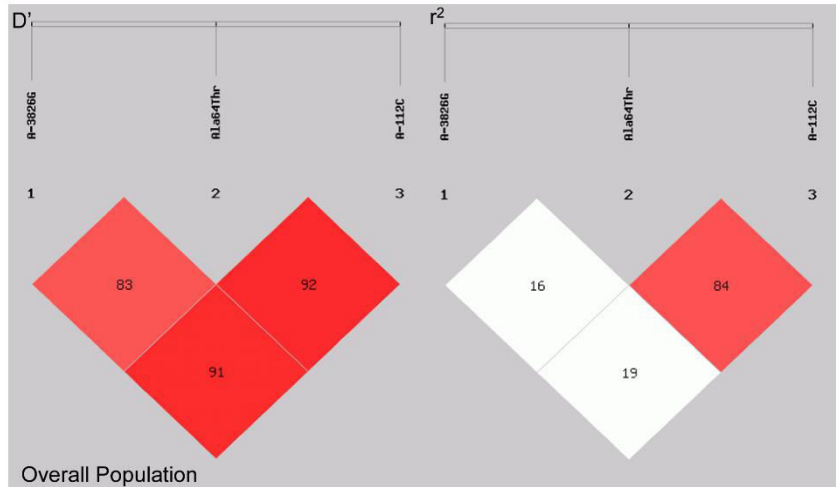 D’ r²
A-3826G Ala64Thr A-112C A-3826G Ala64Thr A-112C
1 2 3 1 2 3
83 92 16 84
91 19
Overall Population